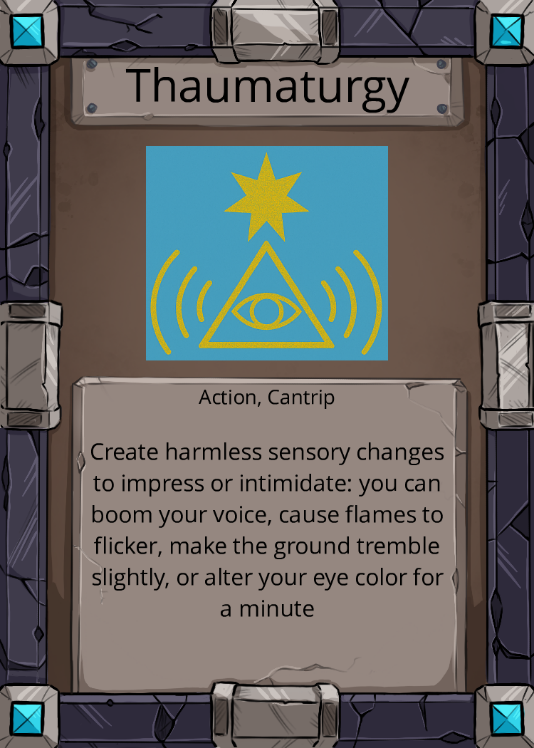 Thaumaturgy
Action, Cantrip
Create harmless sensory changes
to impress or intimidate: you can
boom your voice, cause flames to
flicker, make the ground tremble
slightly, or alter your eye color for
a minute